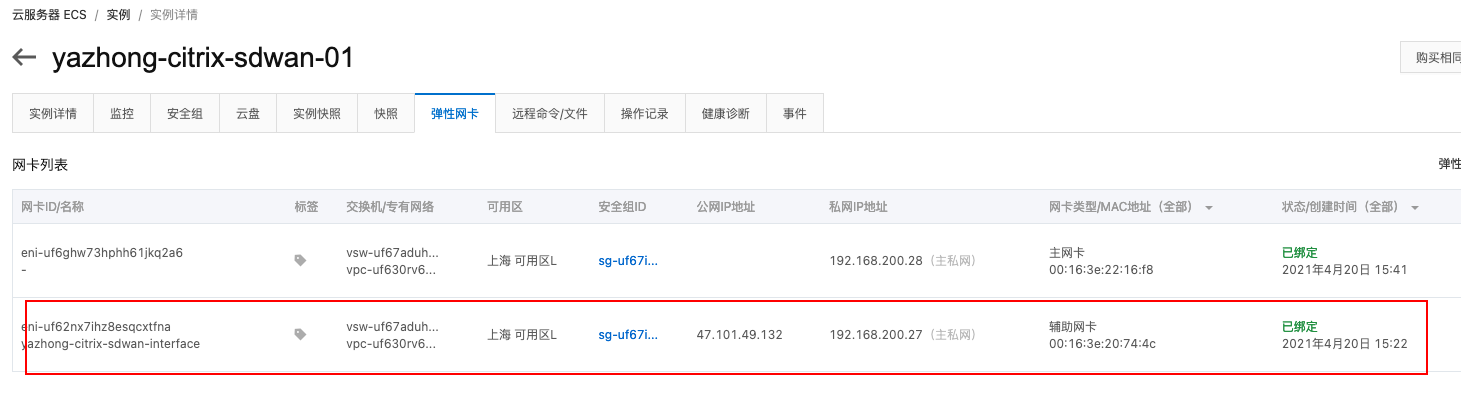 云服务器 ECS / 实例 / 实例详情
yazhong-citrix-sdwan-01
购买相同
实例详情 监控 安全组 云盘 实例快照 快照 弹性网卡 远程命令/文件 操作记录 健康诊断 事件
网卡列表 弹性
网卡ID/名称 标签 交换机/专有网络 可用区 安全组ID 公网IP地址 私网IP地址 网卡类型/MAC地址（全部） 状态/创建时间（全部）
eni-uf6ghw73hphh61jkq2a6 vsw-uf67aduh... 上海 可用区L sg-uf67i... 192.168.200.28（主私网） 主网卡 已绑定
- vpc-uf630rv6... 00:16:3e:22:16:f8 2021年4月20日 15:41
eni-uf62nx7ihz8esqcxtfna vsw-uf67aduh... 上海 可用区L sg-uf67i... 47.101.49.132 192.168.200.27（主私网） 辅助网卡 已绑定
yazhong-citrix-sdwan-interface vpc-uf630rv6... 00:16:3e:20:74:4c 2021年4月20日 15:22